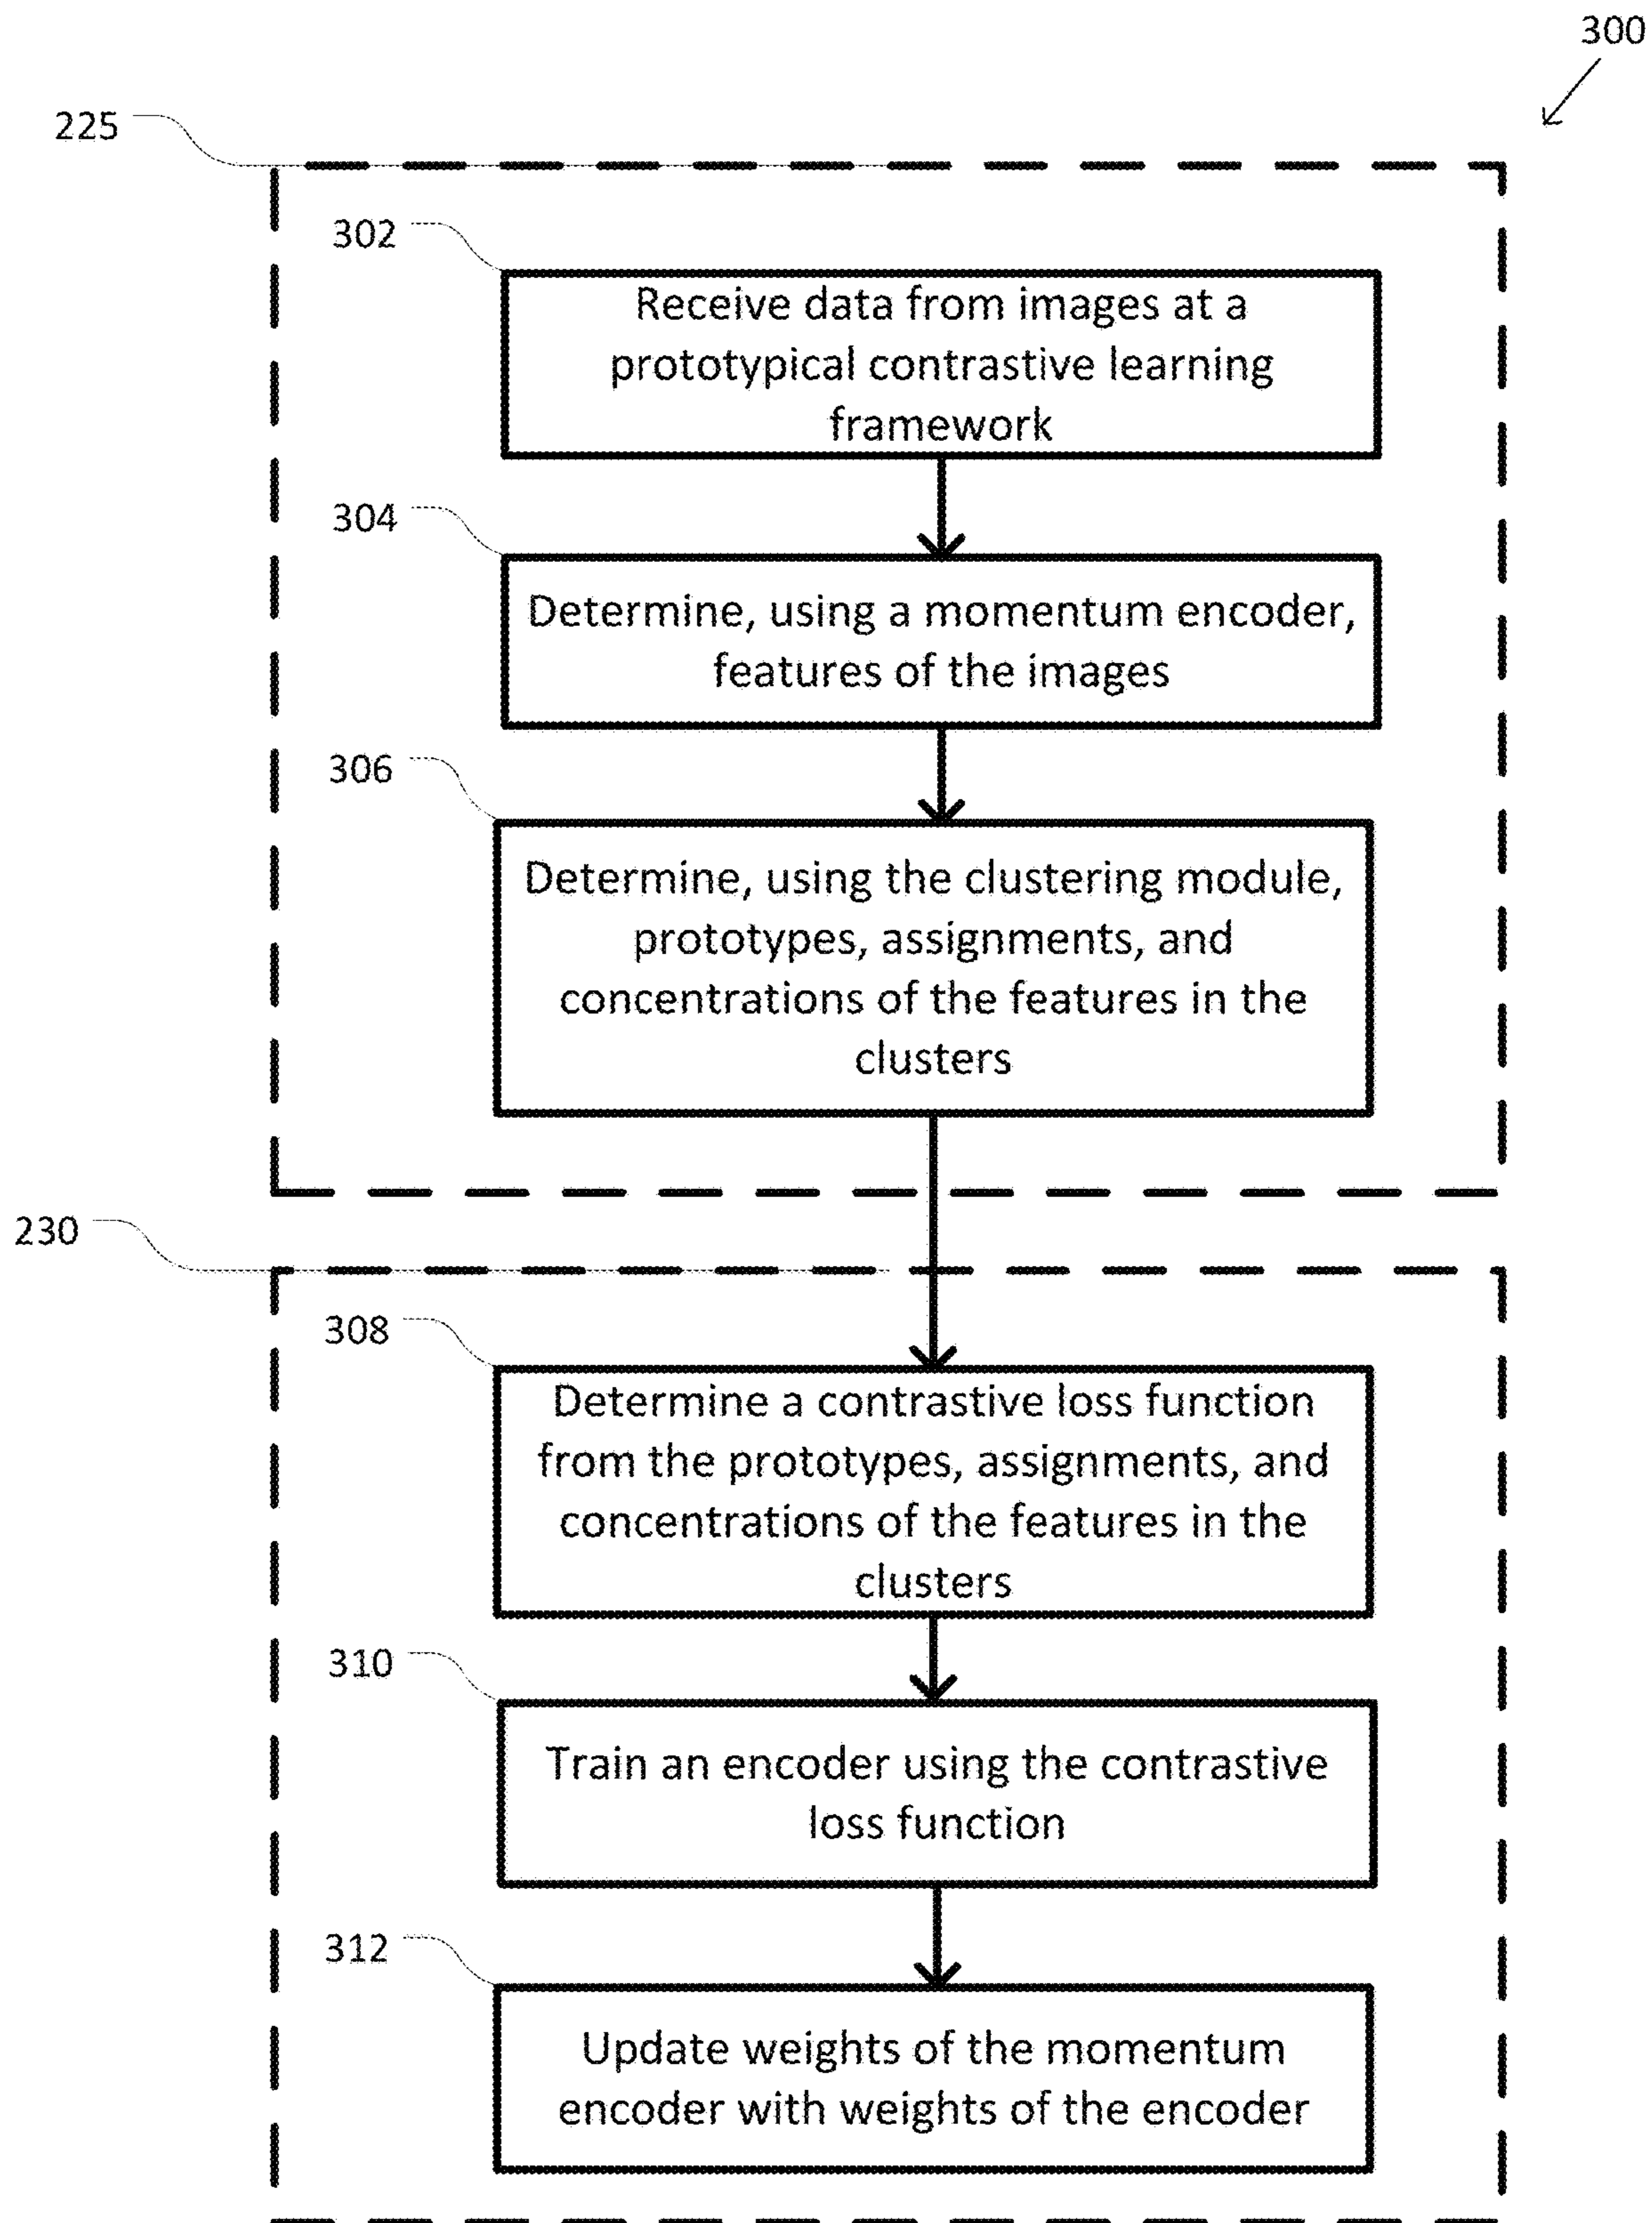 300
225
302
Receive data from images at a
prototypical contrastive learning
framework
304
Determine, using a momentum encoder,
features of the images
306
Determine, using the clustering module,
prototypes, assignments, and
concentrations of the features in the
clusters
230
308
Determine a contrastive loss function
from the prototypes, assignments, and
concentrations of the features in the
clusters
310
Train an encoder using the contrastive
loss function
312
Update weights of the momentum
encoder with weights of the encoder